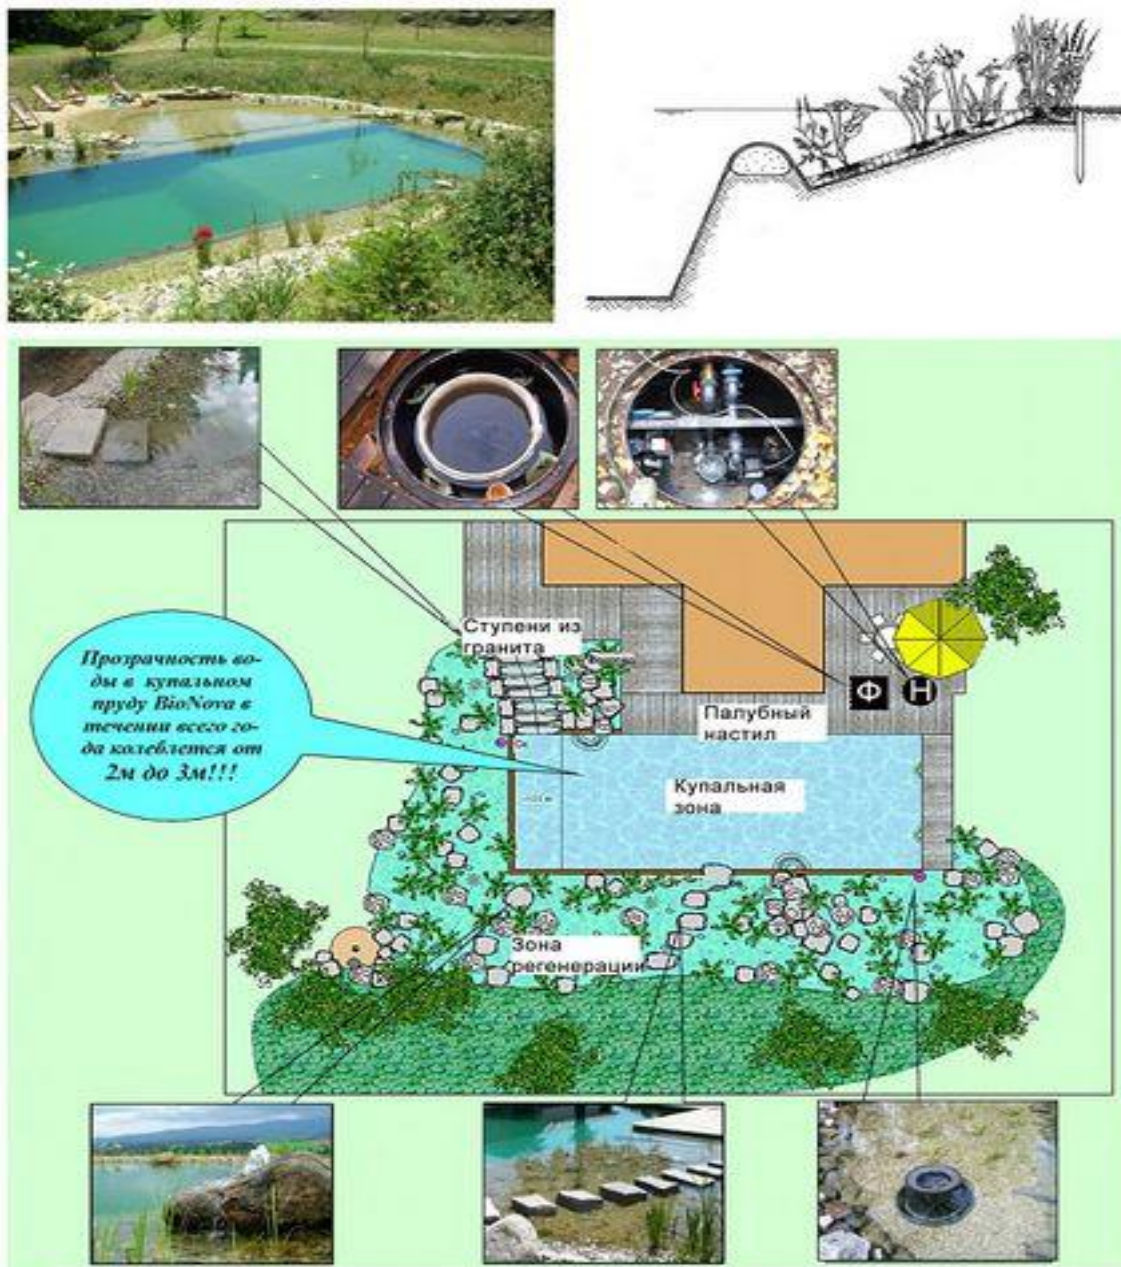 Ступени из
гранита
Прозрачность во-
ды в купальном
пруду BioNova в
течении всего го-
да колеблется от
2м до 3м!!!
Ф
Н
Палубный
настил
Купальная
зона
Зона
регенерации